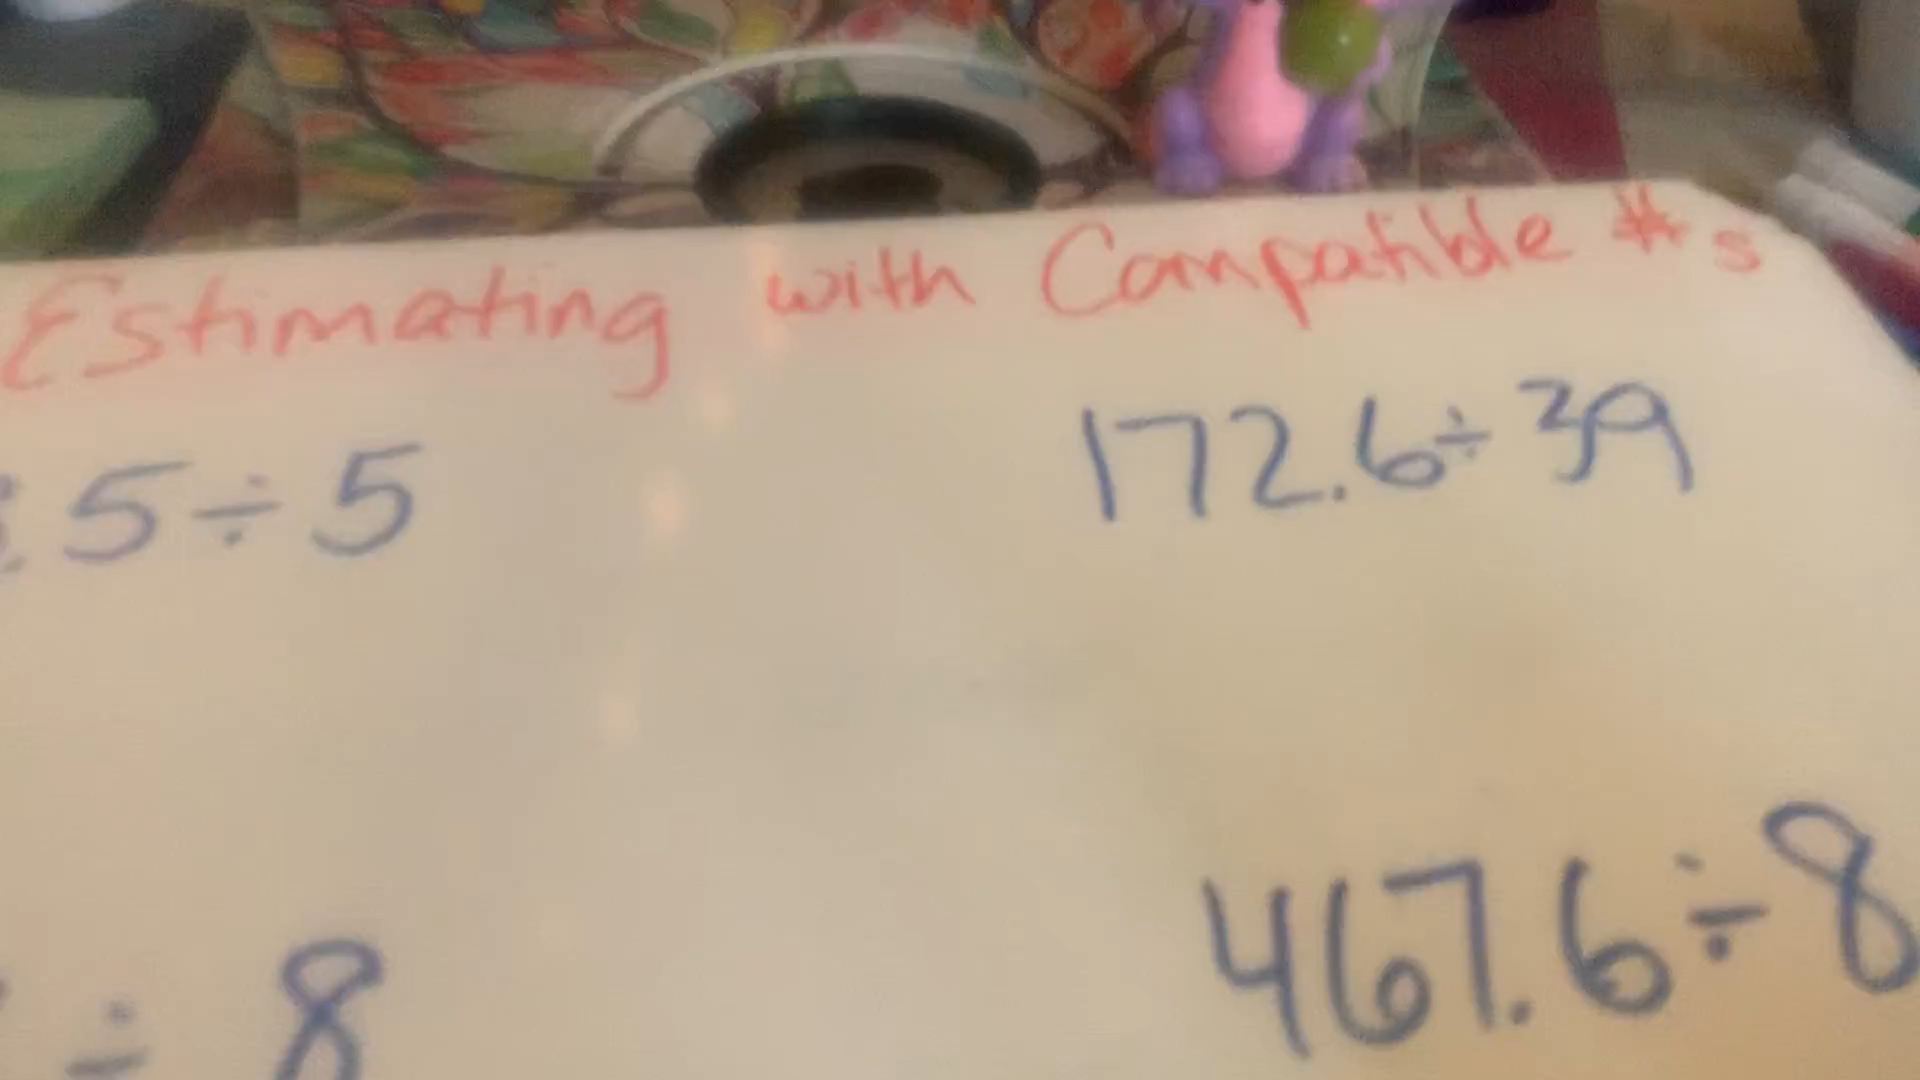 Estimating with Compatible #s
.5÷5
172.6÷39
467.6÷8
÷ 8